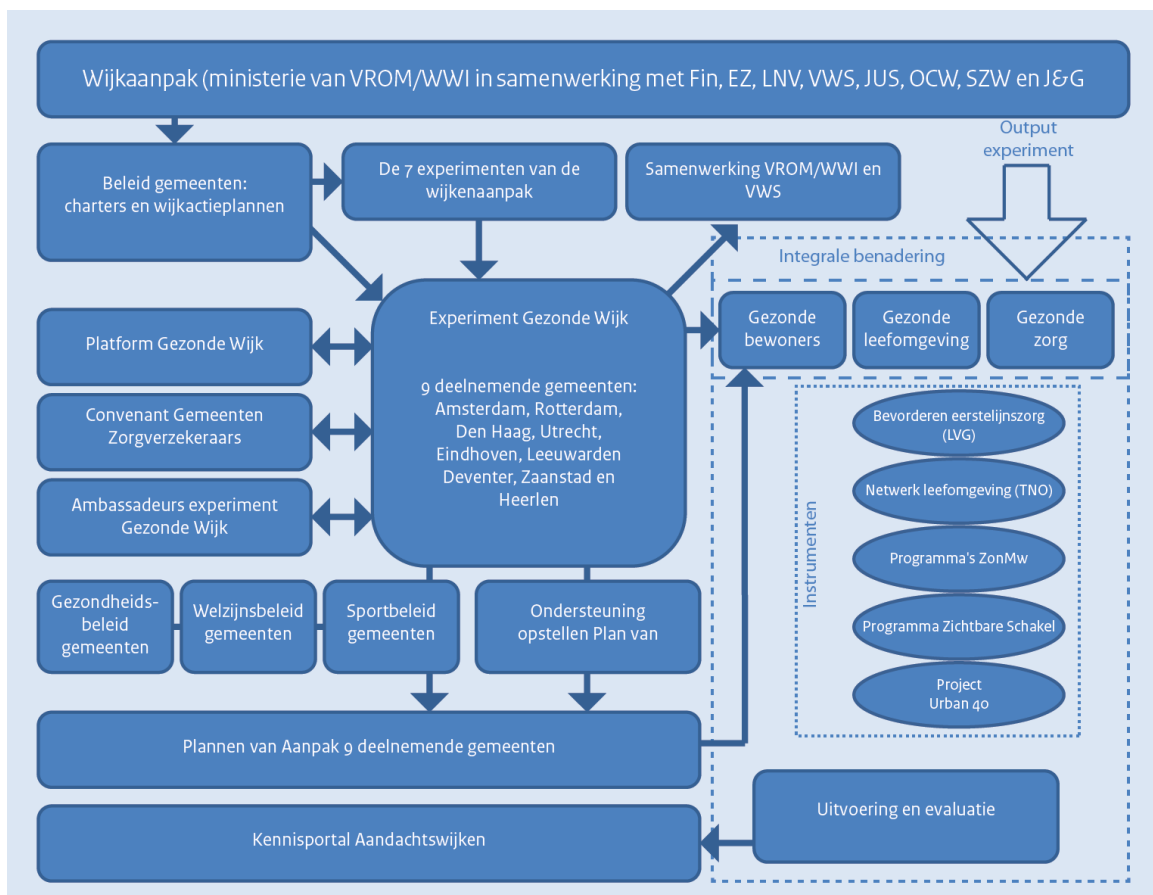 Wijkaanpak (ministerie van VROM/WWI in samenwerking met Fin, EZ, LNV, VWS, JUS, OCW, SZW en J&G
Output
experiment
Beleid gemeenten:
charters en wijkactieplannen
De 7 experimenten van de
wijkenaanpak
Samenwerking VROM/WWI en
VWS
Integrale benadering
Experiment Gezonde Wijk
9 deelnemende gemeenten:
Amsterdam, Rotterdam,
Den Haag, Utrecht,
Eindhoven, Leeuwarden
Deventer, Zaanstad en
Heerlen
Gezonde
bewoners
Gezonde
leefomgeving
Gezonde
zorg
Platform Gezonde Wijk
Convenant Gemeenten
Zorgverzekeraars
Ambassadeurs experiment
Gezonde Wijk
Instrumenten
Bevorderen eerstelijnszorg
(LVG)
Netwerk leefomgeving (TNO)
Programma's ZonMw
Programma Zichtbare Schakel
Project
Urban 40
Gezondheids-
beleid
gemeenten
Welzijnsbeleid
gemeenten
Sportbeleid
gemeenten
Ondersteuning
opstellen Plan van
Plannen van Aanpak 9 deelnemende gemeenten
Uitvoering en evaluatie
Kennisportal Aandachtswijken